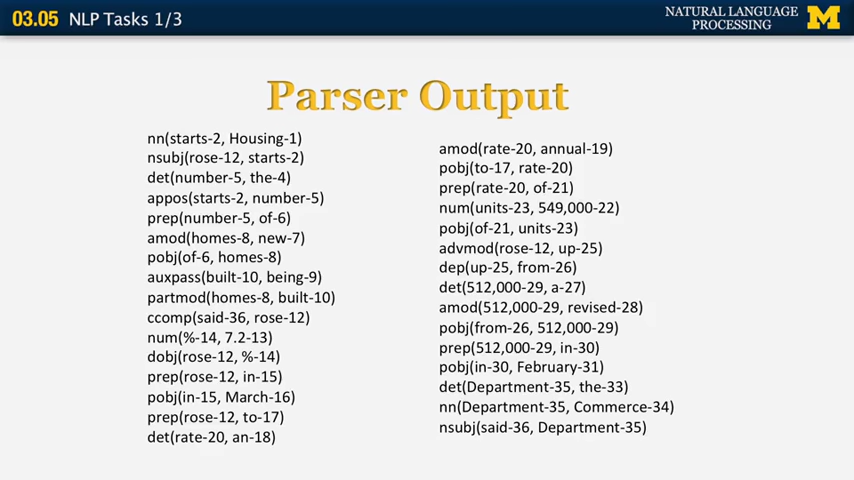 03.05 NLP Tasks 1/3
NATURAL LANGUAGE
PROCESSING
M
Parser Output
nn(starts-2, Housing-1)
nsubj(rose-12, starts-2)
det(number-5, the-4)
appos(starts-2, number-5)
prep(number-5, of-6)
amod(homes-8, new-7)
pobj(of-6, homes-8)
auxpass(built-10, being-9)
partmod(homes-8, built-10)
ccomp(said-36, rose-12)
num(%-14, 7.2-13)
dobj(rose-12, %-14)
prep(rose-12, in-15)
pobj(in-15, March-16)
prep(rose-12, to-17)
det(rate-20, an-18)
amod(rate-20, annual-19)
pobj(to-17, rate-20)
prep(rate-20, of-21)
num(units-23, 549,000-22)
pobj(of-21, units-23)
advmod(rose-12, up-25)
dep(up-25, from-26)
det(512,000-29, a-27)
amod(512,000-29, revised-28)
pobj(from-26, 512,000-29)
prep(512,000-29, in-30)
pobj(in-30, February-31)
det(Department-35, the-33)
nn(Department-35, Commerce-34)
nsubj(said-36, Department-35)